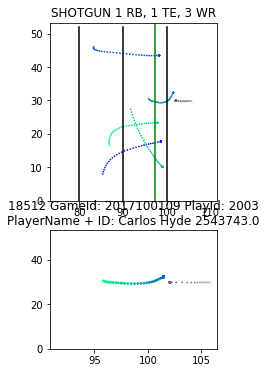 SHOTGUN 1 RB, 1 TE, 3 WR
50
40
30
20
10
0
80 90 100 110
18512 GameId: 2017100109 PlayId: 2003
PlayerName + ID: Carlos Hyde 2543743.0
40
20
0
95 100 105